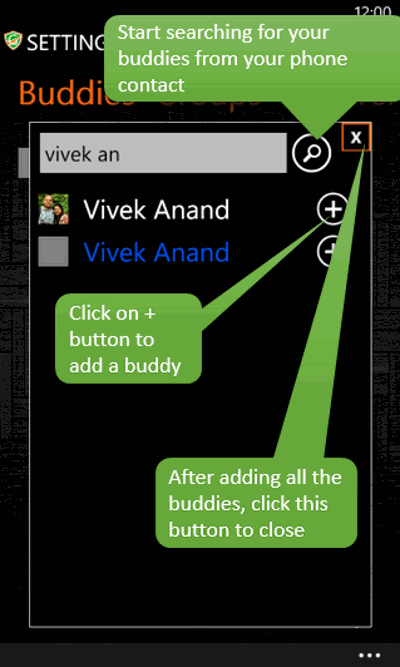 12:00
SETTING
Start searching for your
buddies from your phone
contact
Buddies
vivek an
X
Vivek Anand
Vivek Anand
Click on +
button to
add a buddy
After adding all the
buddies, click this
button to close